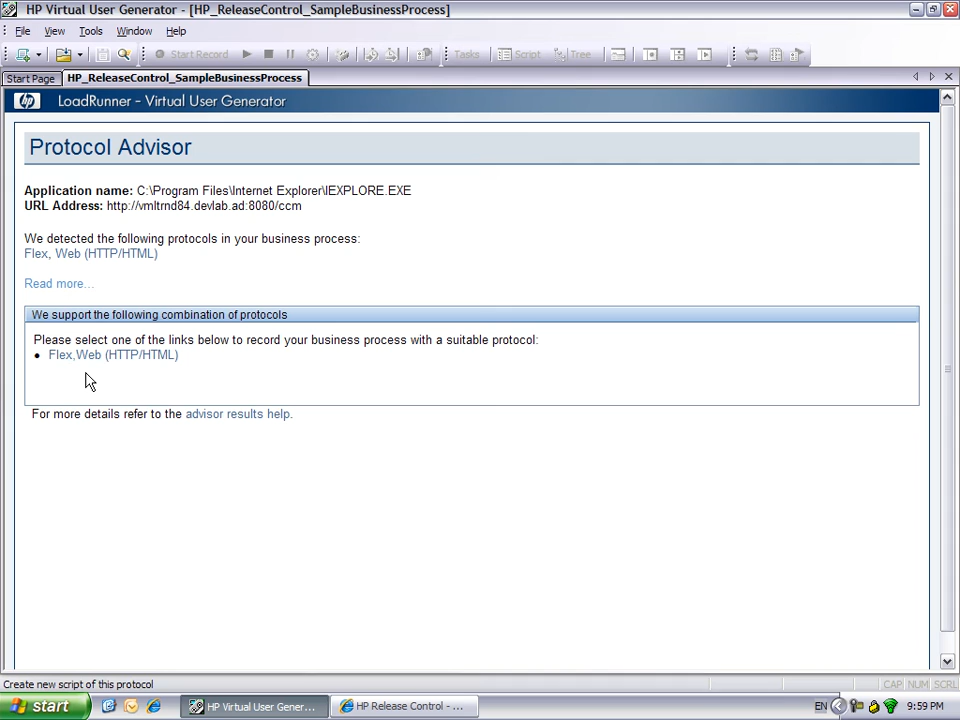 HP Virtual User Generator - [HP_ReleaseControl_SampleBusinessProcess]
File View Tools Window Help
Start Record Tasks Script Tree
Start Page HP_ReleaseControl_SampleBusinessProcess
hp LoadRunner - Virtual User Generator
Protocol Advisor
Application name: C:\Program Files\Internet Explorer\IEXPLORE.EXE
URL Address: http://vmltrnd84.devlab.ad:8080/ccm
We detected the following protocols in your business process:
Flex, Web (HTTP/HTML)
Read more...
We support the following combination of protocols
Please select one of the links below to record your business process with a suitable protocol:
• Flex,Web (HTTP/HTML)
For more details refer to the advisor results help.
Create new script of this protocol CAP NUM SCRL
start HP Virtual User Gener... HP Release Control - ... EN 9:59 PM